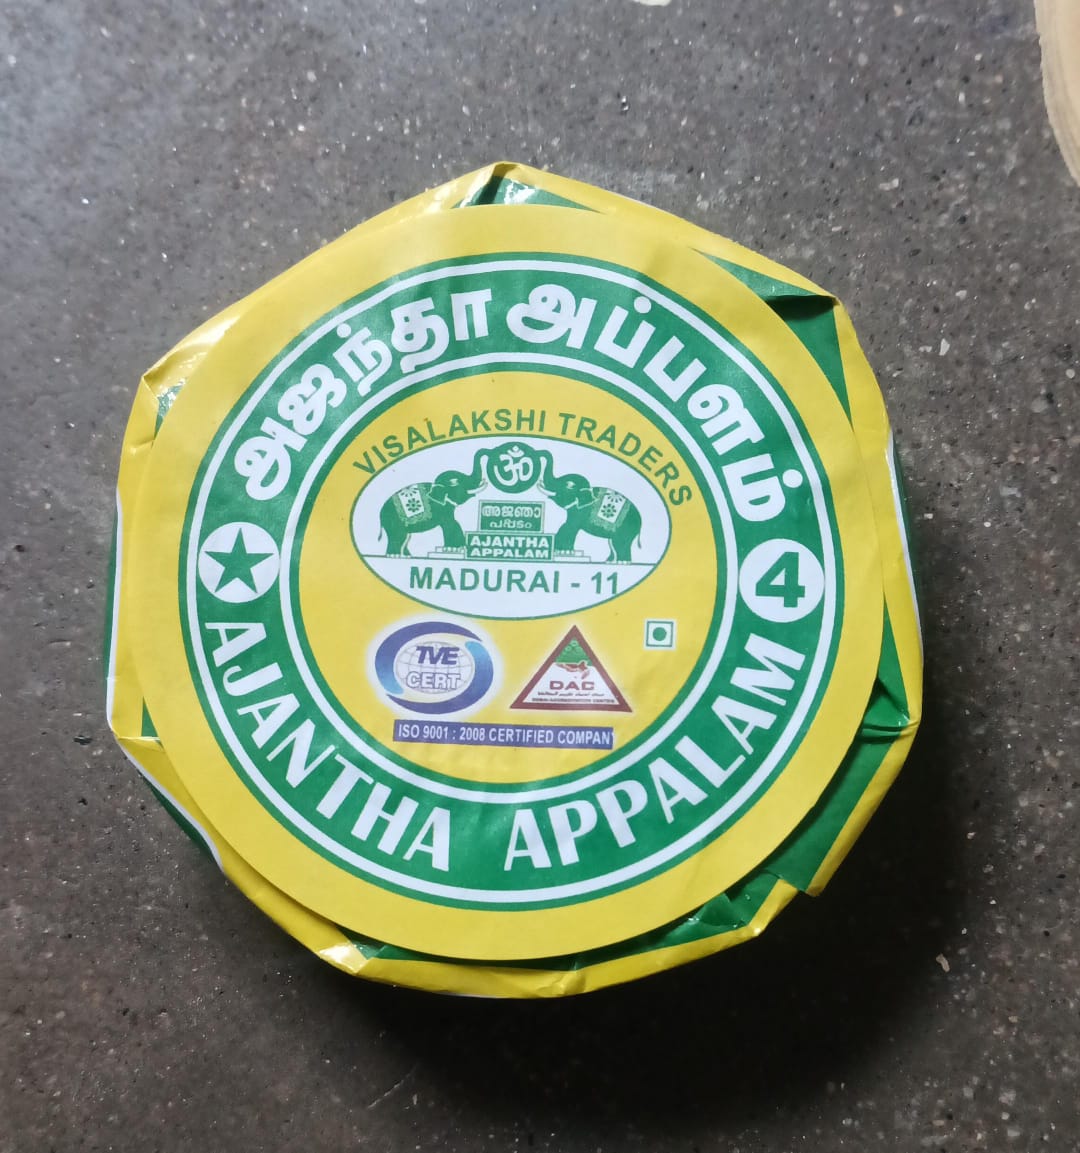 அஜந்தா அப்பளம்
VISALAKSHI TRADERS
ॐ
അജന്താ
പപ്പടം
AJANTHA
APPALAM
MADURAI - 11
4
TVE
CERT
DAC
ISO 9001 : 2008 CERTIFIED COMPAN
AJANTHA APPALAM